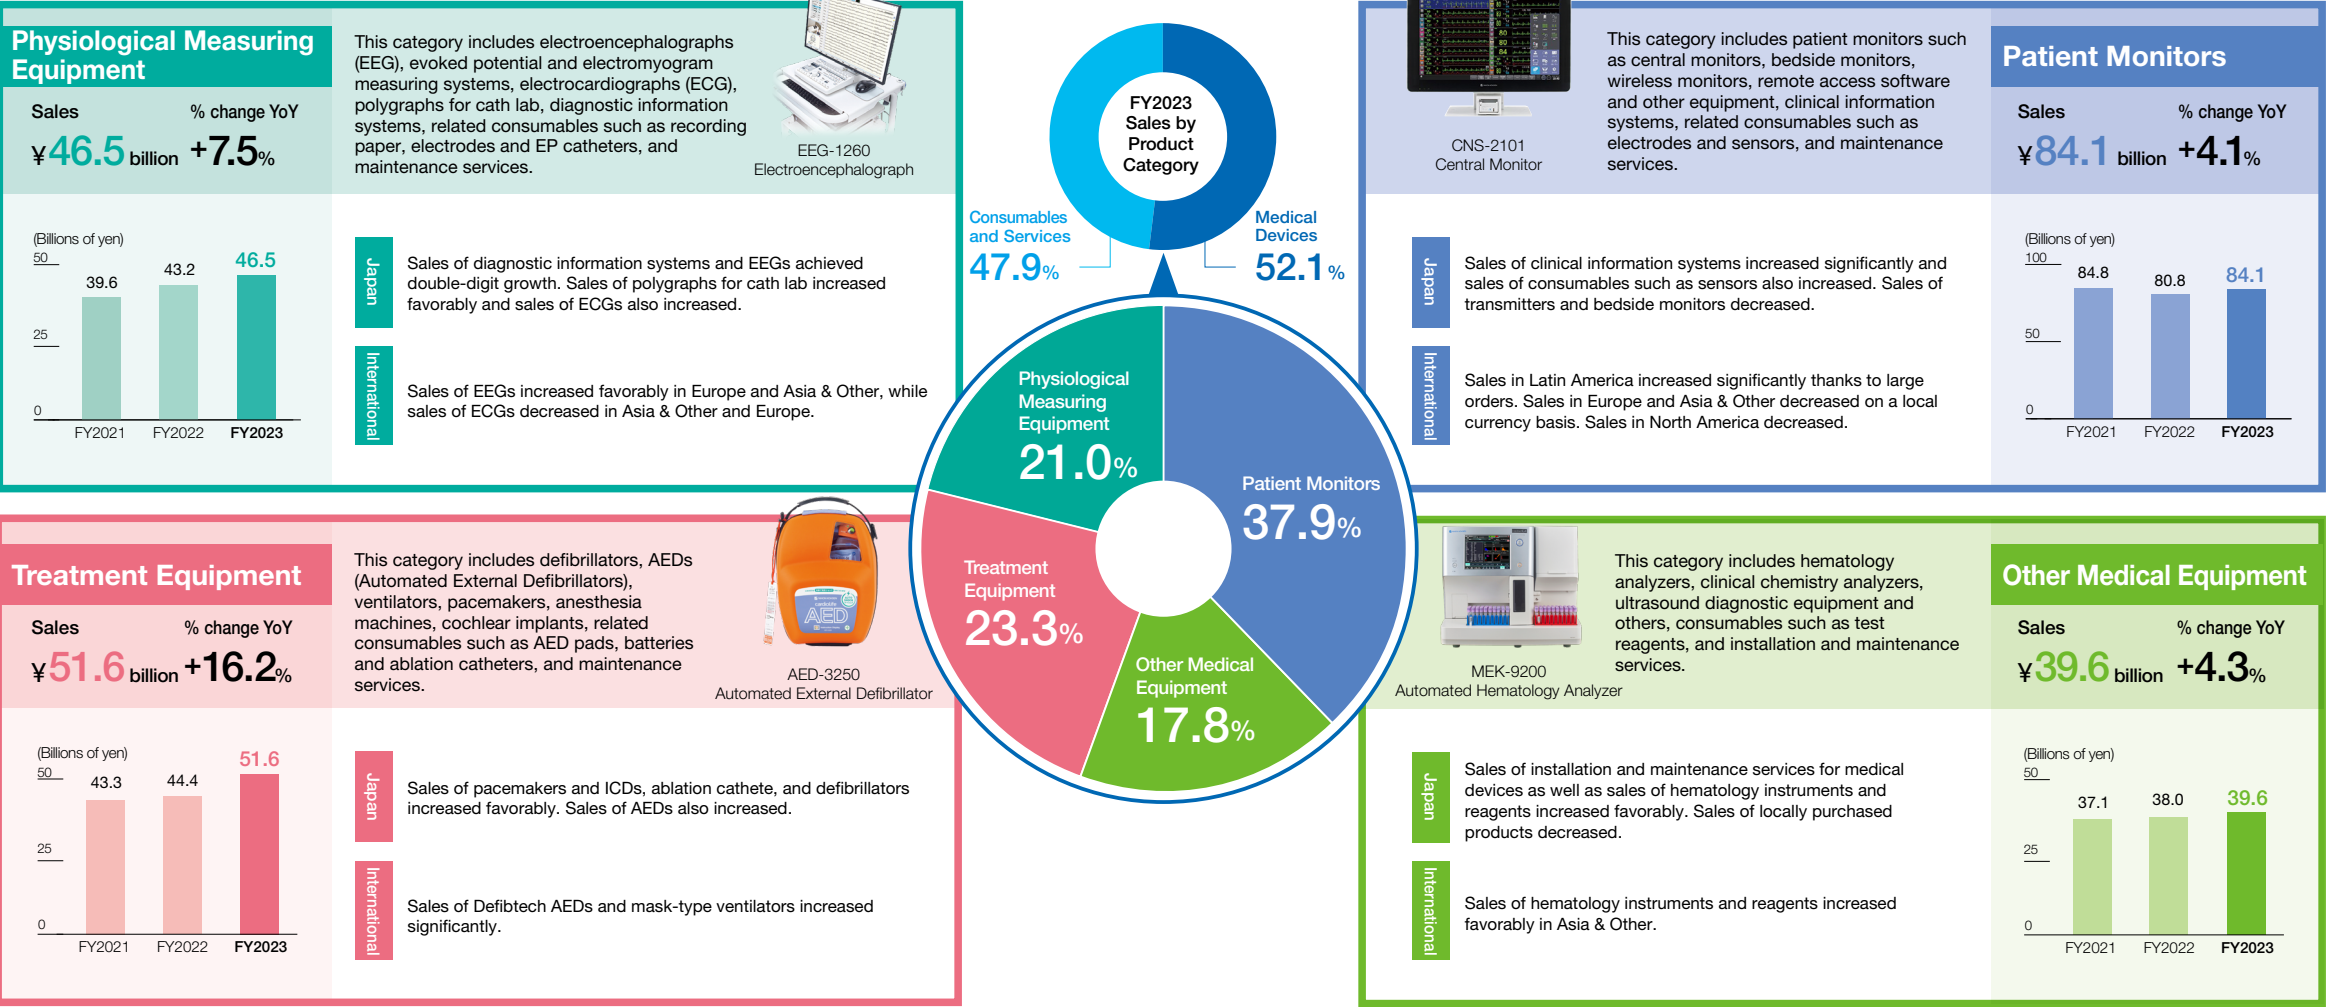 Physiological Measuring
Equipment
Sales
% change YoY
¥46.5 billion +7.5%
This category includes electroencephalographs
(EEG), evoked potential and electromyogram
measuring systems, electrocardiographs (ECG),
polygraphs for cath lab, diagnostic information
systems, related consumables such as recording
paper, electrodes and EP catheters, and
maintenance services.
EEG-1260
Electroencephalograph
(Billions of yen)
50
25
0
39.6
43.2
46.5
FY2021
FY2022
FY2023
Japan
Sales of diagnostic information systems and EEGs achieved
double-digit growth. Sales of polygraphs for cath lab increased
favorably and sales of ECGs also increased.
International
Sales of EEGs increased favorably in Europe and Asia & Other, while
sales of ECGs decreased in Asia & Other and Europe.
FY2023
Sales by
Product
Category
Consumables
and Services
47.9%
Medical
Devices
52.1%
Physiological
Measuring
Equipment
21.0%
Patient Monitors
37.9%
Treatment
Equipment
23.3%
Other Medical
Equipment
17.8%
CNS-2101
Central Monitor
This category includes patient monitors such
as central monitors, bedside monitors,
wireless monitors, remote access software
and other equipment, clinical information
systems, related consumables such as
electrodes and sensors, and maintenance
services.
Patient Monitors
Sales
% change YoY
¥84.1 billion +4.1%
Japan
Sales of clinical information systems increased significantly and
sales of consumables such as sensors also increased. Sales of
transmitters and bedside monitors decreased.
International
Sales in Latin America increased significantly thanks to large
orders. Sales in Europe and Asia & Other decreased on a local
currency basis. Sales in North America decreased.
(Billions of yen)
100
50
0
84.8
80.8
84.1
FY2021
FY2022
FY2023
Treatment Equipment
Sales
% change YoY
¥51.6 billion +16.2%
This category includes defibrillators, AEDs
(Automated External Defibrillators),
ventilators, pacemakers, anesthesia
machines, cochlear implants, related
consumables such as AED pads, batteries
and ablation catheters, and maintenance
services.
AED
AED-3250
Automated External Defibrillator
(Billions of yen)
50
25
0
43.3
44.4
51.6
FY2021
FY2022
FY2023
Japan
Sales of pacemakers and ICDs, ablation cathete, and defibrillators
increased favorably. Sales of AEDs also increased.
International
Sales of Defibtech AEDs and mask-type ventilators increased
significantly.
MEK-9200
Automated Hematology Analyzer
This category includes hematology
analyzers, clinical chemistry analyzers,
ultrasound diagnostic equipment and
others, consumables such as test
reagents, and installation and maintenance
services.
Other Medical Equipment
Sales
% change YoY
¥39.6 billion +4.3%
Japan
Sales of installation and maintenance services for medical
devices as well as sales of hematology instruments and
reagents increased favorably. Sales of locally purchased
products decreased.
International
Sales of hematology instruments and reagents increased
favorably in Asia & Other.
(Billions of yen)
50
25
0
37.1
38.0
39.6
FY2021
FY2022
FY2023